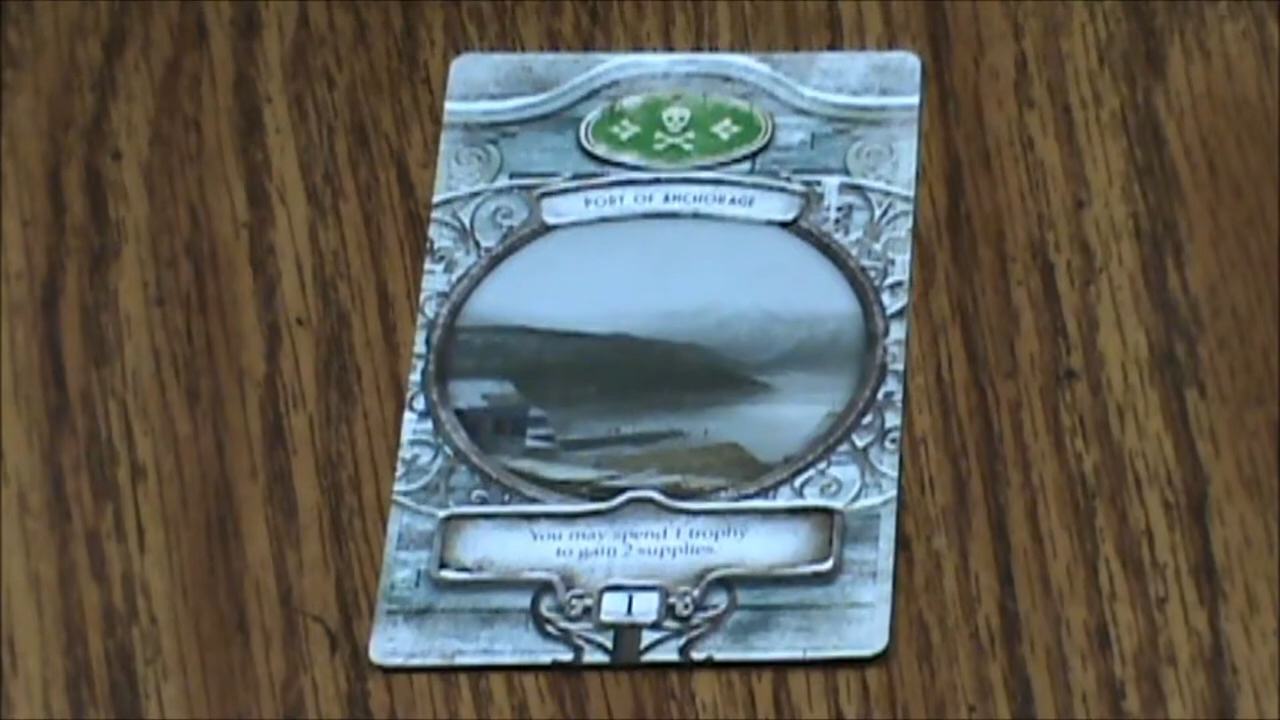 PORT OF ANCHORAGE
You may spend 1 trophy
to gain 2 supplies.
1